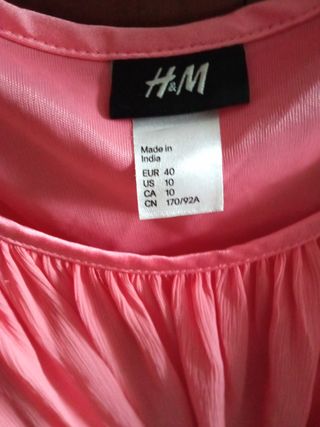 H&M
Made in
India
EUR 40
US 10
CA 10
CN 170/92A